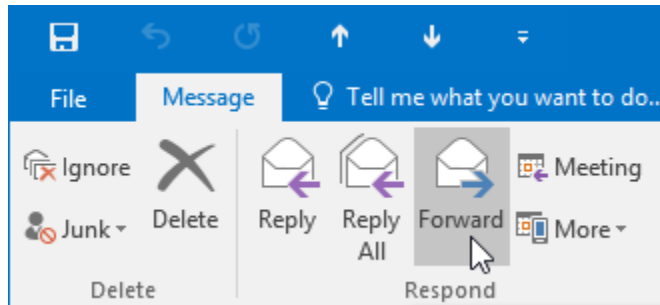 File Message Tell me what you want to do..
Ignore
Junk
Delete
Reply
Reply
All
Forward
Meeting
More
Delete
Respond